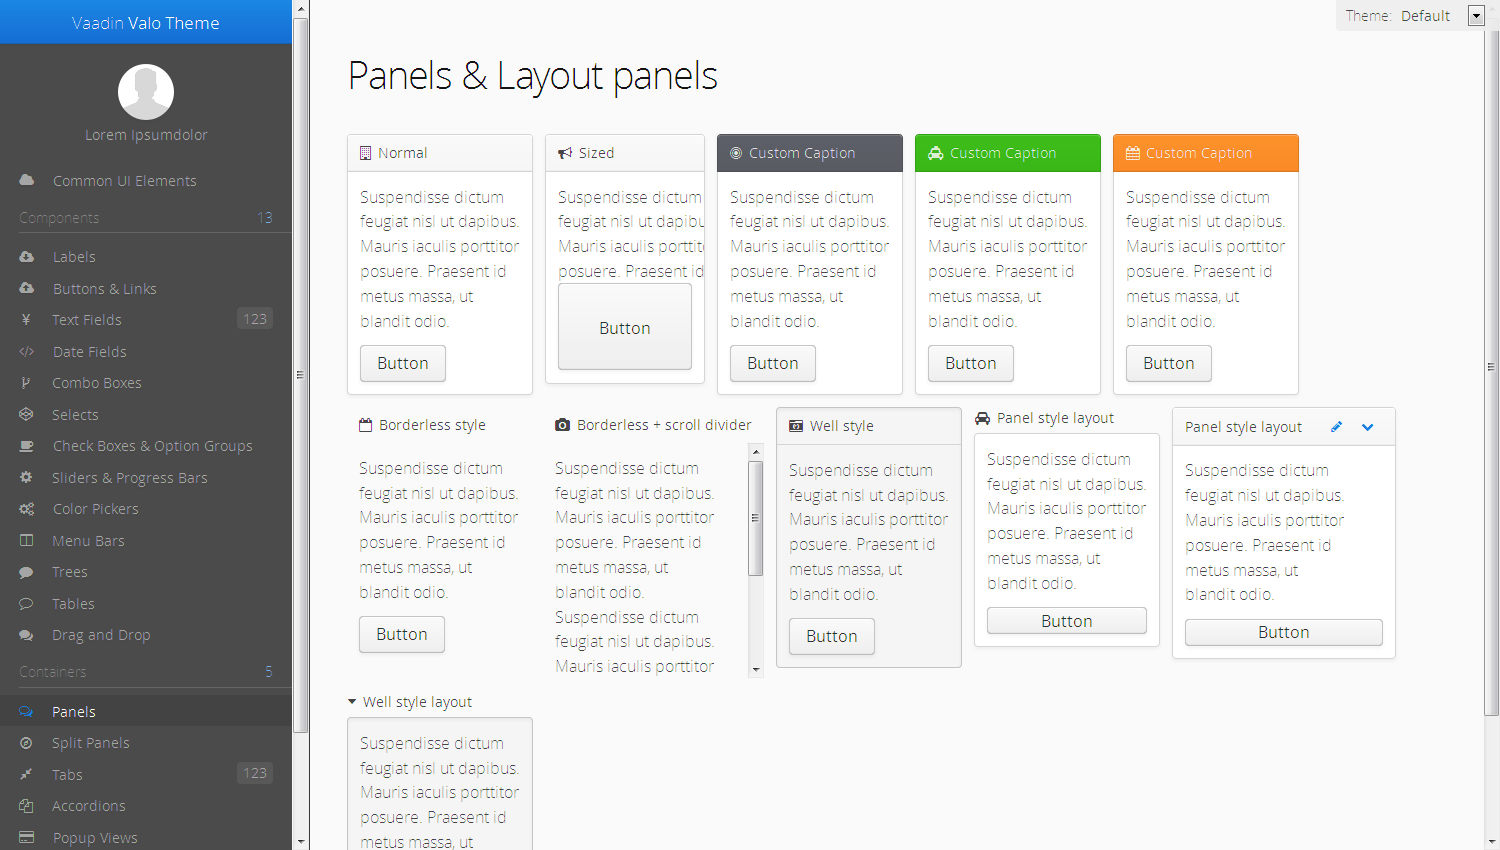 Vaadin Valo Theme
Lorem Ipsumdolor
Common UI Elements
Components 13
Labels
Buttons & Links
Text Fields 123
Date Fields
Combo Boxes
Selects
Check Boxes & Option Groups
Sliders & Progress Bars
Color Pickers
Menu Bars
Trees
Tables
Drag and Drop
Containers 5
Panels
Split Panels
Tabs 123
Accordions
Popup Views
Theme: Default
Panels & Layout panels
Normal
Suspendisse dictum
feugiat nisl ut dapibus.
Mauris iaculis porttitor
posuere. Praesent id
metus massa, ut
blandit odio.
Button
Sized
Suspendisse dictum
feugiat nisl ut dapibu
Mauris iaculis porttit
posuere. Praesent id
Button
Custom Caption
Suspendisse dictum
feugiat nisl ut dapibus.
Mauris iaculis porttitor
posuere. Praesent id
metus massa, ut
blandit odio.
Button
Custom Caption
Suspendisse dictum
feugiat nisl ut dapibus.
Mauris iaculis porttitor
posuere. Praesent id
metus massa, ut
blandit odio.
Button
Custom Caption
Suspendisse dictum
feugiat nisl ut dapibus.
Mauris iaculis porttitor
posuere. Praesent id
metus massa, ut
blandit odio.
Button
Borderless style
Suspendisse dictum
feugiat nisl ut dapibus.
Mauris iaculis porttitor
posuere. Praesent id
metus massa, ut
blandit odio.
Button
Borderless + scroll divider
Suspendisse dictum
feugiat nisl ut dapibus.
Mauris iaculis porttitor
posuere. Praesent id
metus massa, ut
blandit odio.
Suspendisse dictum
feugiat nisl ut dapibus.
Mauris iaculis porttitor
Well style
Suspendisse dictum
feugiat nisl ut dapibus.
Mauris iaculis porttitor
posuere. Praesent id
metus massa, ut
blandit odio.
Button
Panel style layout
Suspendisse dictum
feugiat nisl ut dapibus.
Mauris iaculis porttitor
posuere. Praesent id
metus massa, ut
blandit odio.
Button
Panel style layout
Suspendisse dictum
feugiat nisl ut dapibus.
Mauris iaculis porttitor
posuere. Praesent id
metus massa, ut
blandit odio.
Button
Well style layout
Suspendisse dictum
feugiat nisl ut dapibus.
Mauris iaculis porttitor
posuere. Praesent id
metus massa, ut